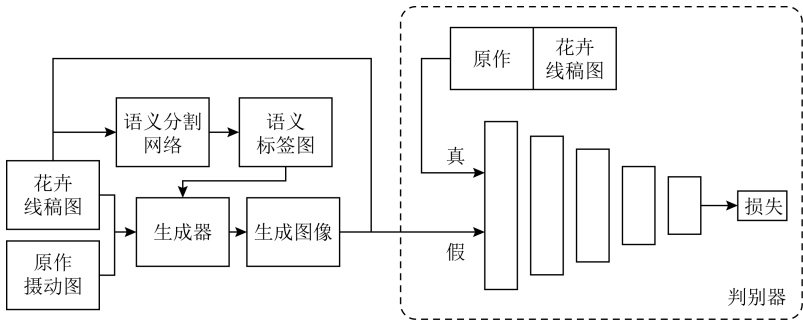 原作
花卉
线稿图
语义分割
网络
语义
标签图
真
花卉
线稿图
生成器
生成图像
损失
假
原作
摄动图
判别器